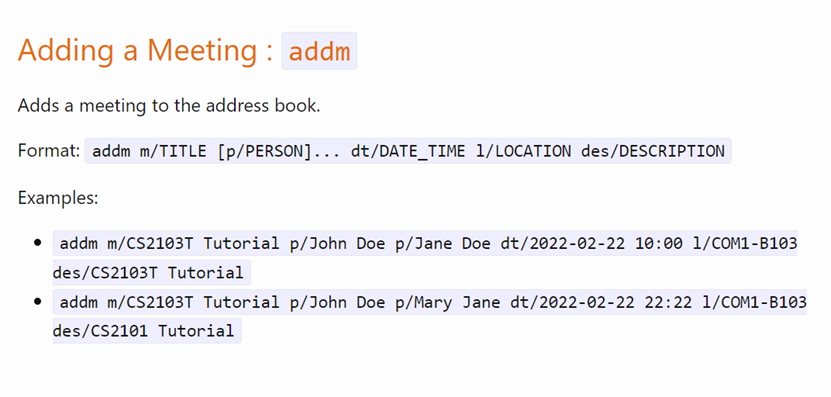 Adding a Meeting : addm
Adds a meeting to the address book.
Format: addm m/TITLE [p/PERSON]... dt/DATE_TIME l/LOCATION des/DESCRIPTION
Examples:
addm m/CS2103T Tutorial p/John Doe p/Jane Doe dt/2022-02-22 10:00 l/COM1-B103
des/CS2103T Tutorial
addm m/CS2103T Tutorial p/John Doe p/Mary Jane dt/2022-02-22 22:22 l/COM1-B103
des/CS2101 Tutorial